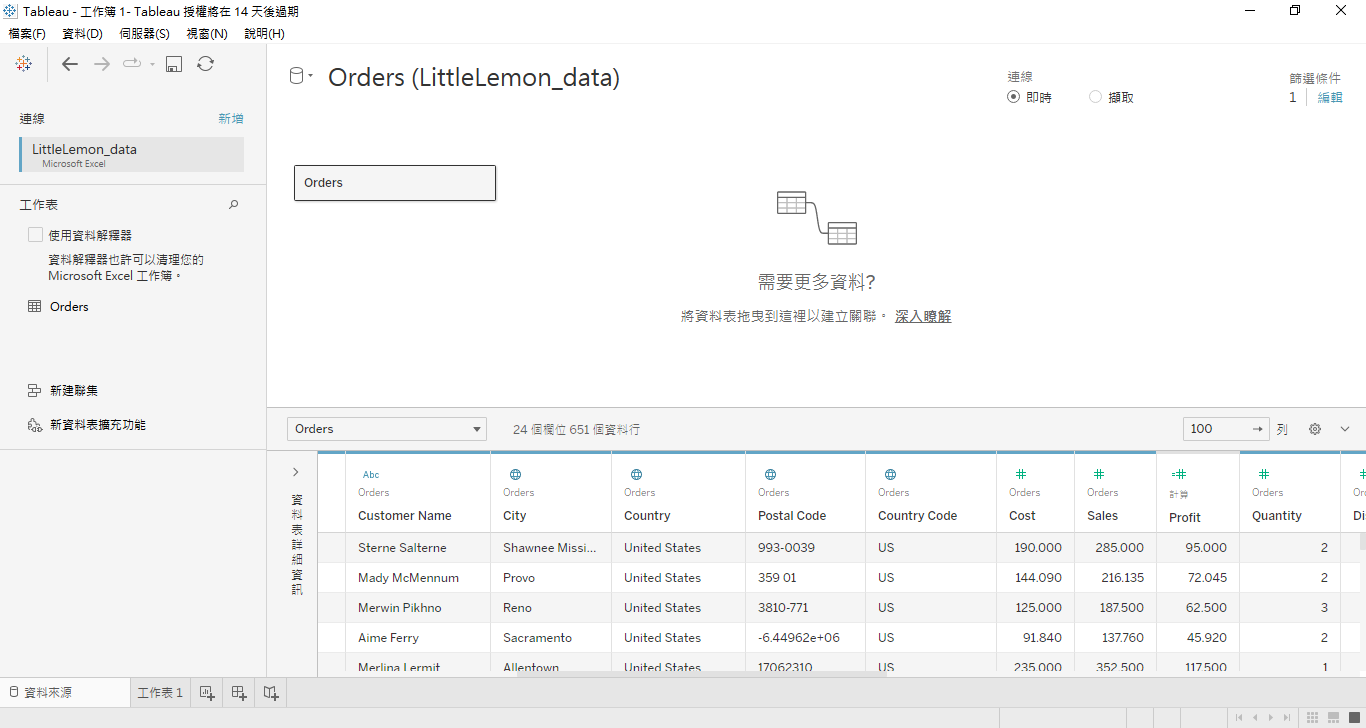 Tableau - 工作簿 1- Tableau 授權將在 14 天後過期
檔案(F) 資料(D) 伺服器(S) 視窗(N) 說明(H)
連線 新增
LittleLemon_data
Microsoft Excel
工作表
使用資料解釋器
資料解釋器也許可以清理您的
Microsoft Excel 工作簿。
Orders
新建聯集
新資料表擴充功能
Orders (LittleLemon_data)
連線
即時 擷取
篩選條件
1 編輯
Orders
需要更多資料?
將資料表拖曳到這裡以建立關聯。 深入瞭解
Orders 24 個欄位 651 個資料行 100 列
資料表詳細資訊
Abc
Orders Orders Orders Orders Orders Orders Orders 計算 Orders
Customer Name City Country Postal Code Country Code Cost Sales Profit Quantity
Sterne Salterne Shawnee Missi... United States 993-0039 US 190.000 285.000 95.000 2
Mady McMennum Provo United States 359 01 US 144.090 216.135 72.045 2
Merwin Pikhno Reno United States 3810-771 US 125.000 187.500 62.500 3
Aime Ferry Sacramento United States -6.44962e+06 US 91.840 137.760 45.920 2
Merlina Lermit Allentown United States 17062310 US 235.000 352.500 117.500 1
資料來源 工作表 1